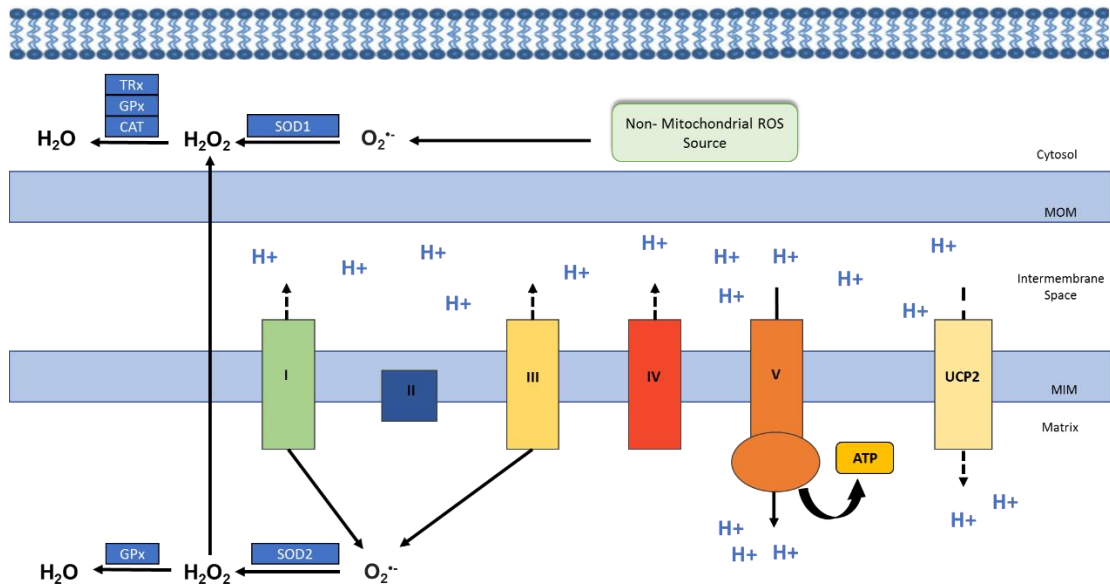 TRx
GPx
CAT
SOD1
H₂O
H₂O₂
O₂•-
Non- Mitochondrial ROS
Source
Cytosol
MOM
H+
H+
H+
H+
H+
H+
H+
H+
H+
H+
H+
H+
Intermembrane
Space
I
II
III
IV
V
UCP2
MIM
Matrix
ATP
H+
H+
H+
H+
H+
GPx
SOD2
H₂O
H₂O₂
O₂•-